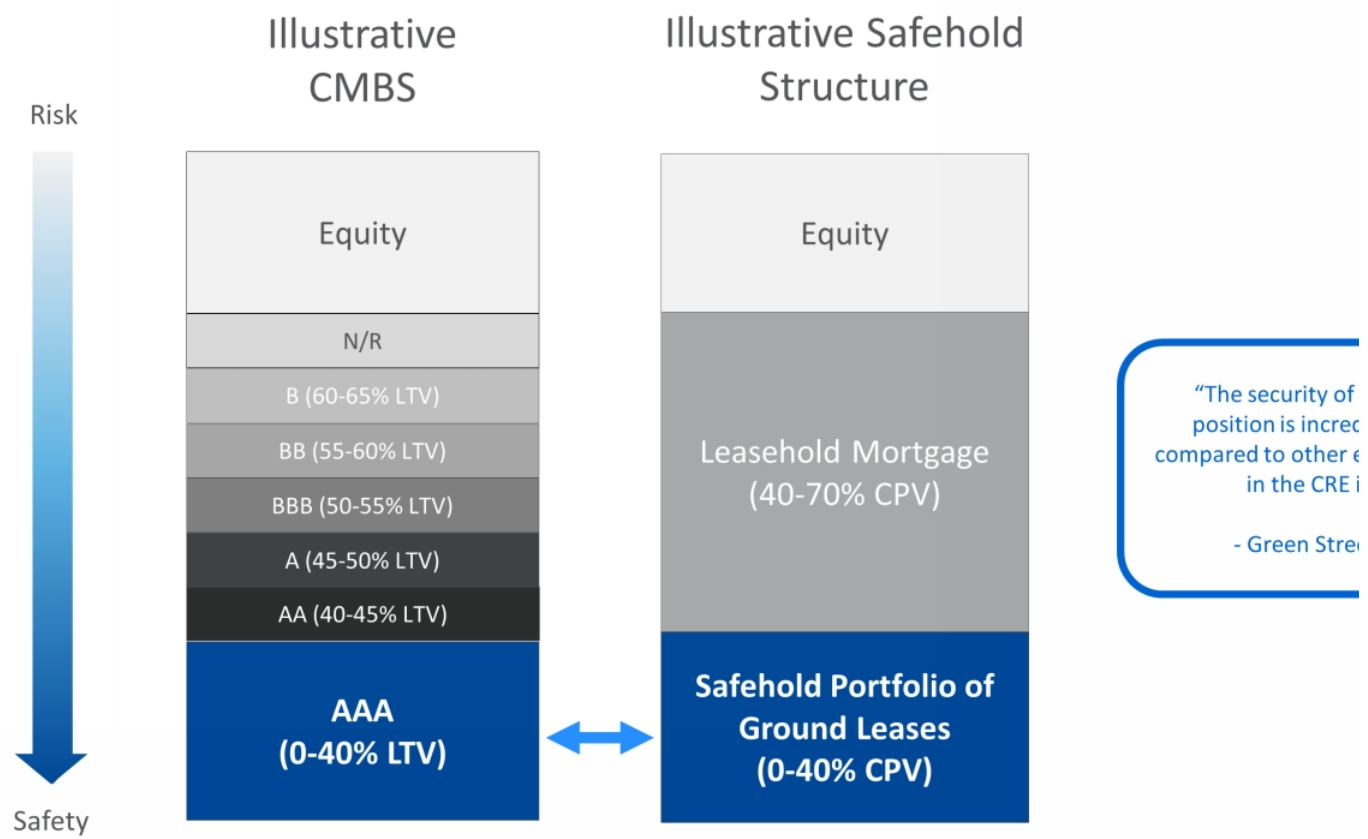 Illustrative
CMBS
Illustrative Safehold
Structure
Risk
Equity
N/R
B (60-65% LTV)
BB (55-60% LTV)
BBB (50-55% LTV)
A (45-50% LTV)
AA (40-45% LTV)
AAA
(0-40% LTV)
Equity
Leasehold Mortgage
(40-70% CPV)
Safehold Portfolio of
Ground Leases
(0-40% CPV)
Safety
“The security of
position is
compared to other
in the CRE
- Green